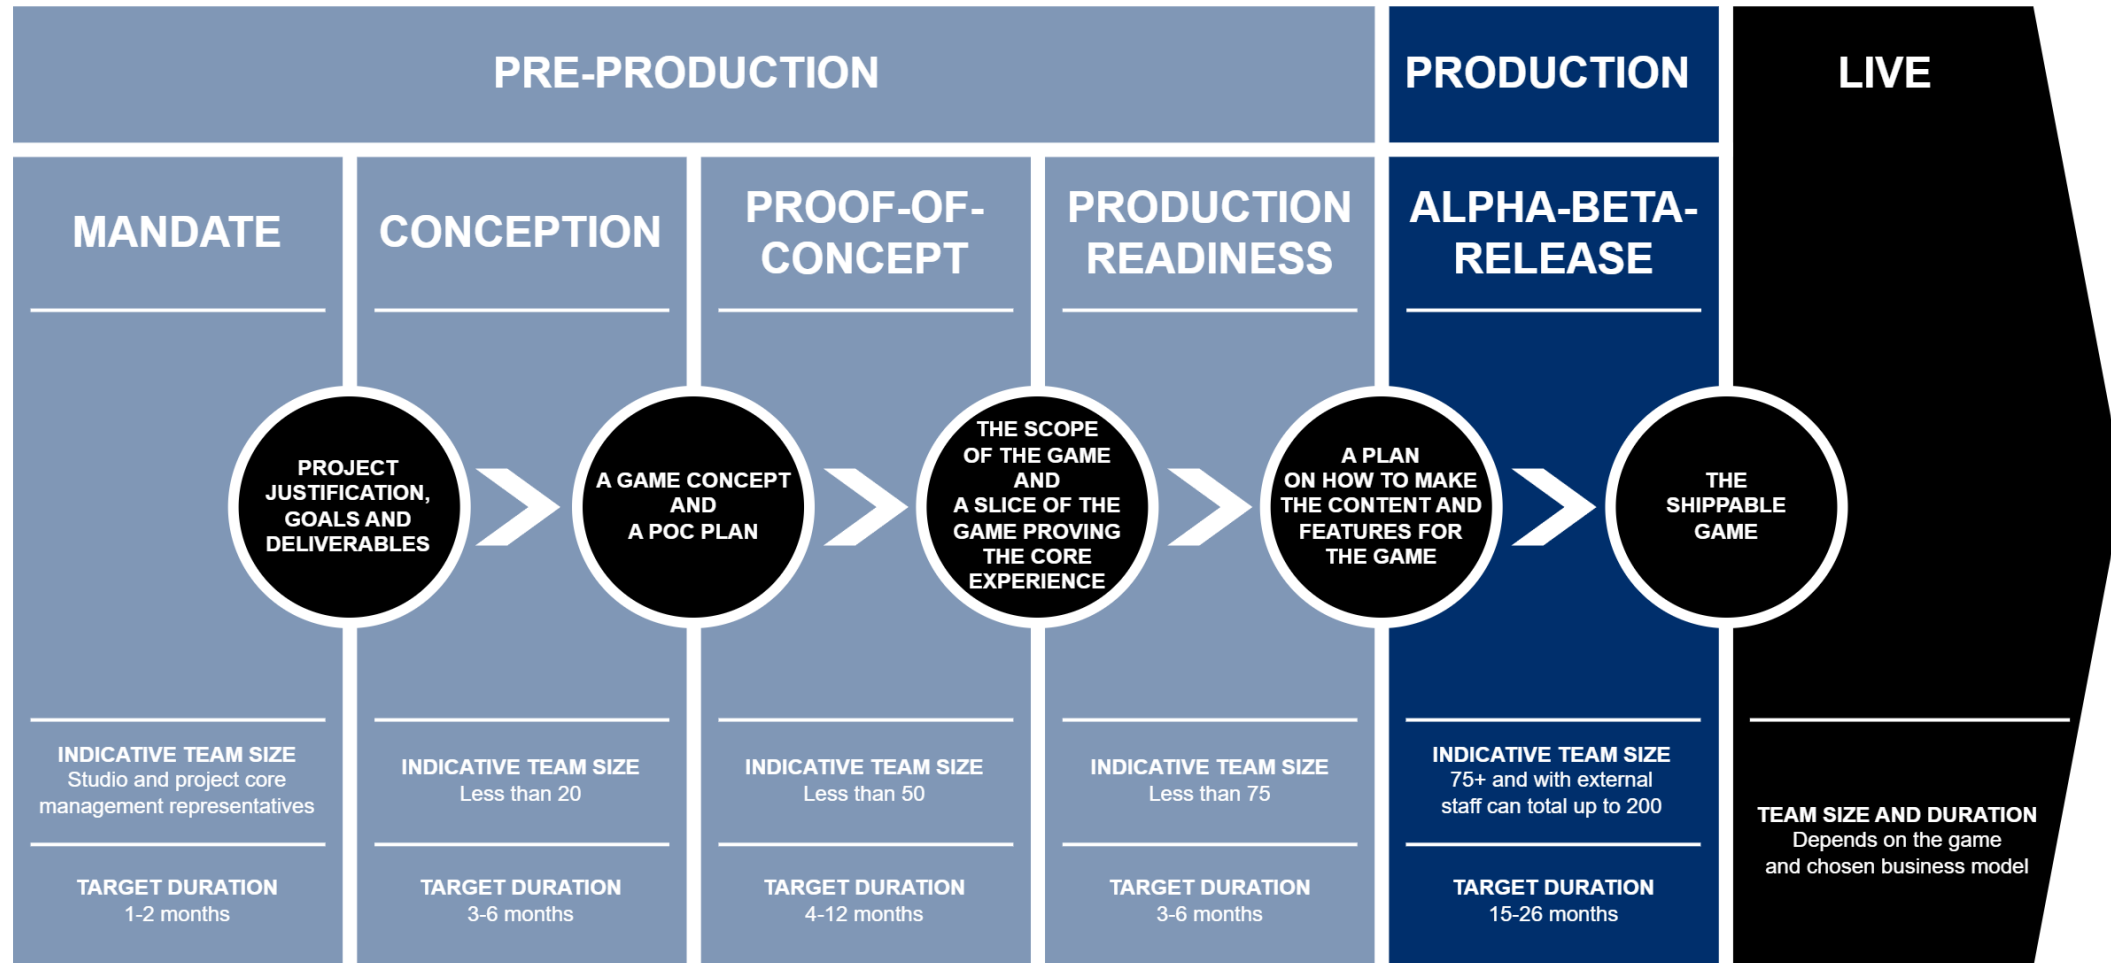 PRE-PRODUCTION
PRODUCTION
LIVE
MANDATE
CONCEPTION
PROOF-OF-
CONCEPT
PRODUCTION
READINESS
ALPHA-BETA-
RELEASE
PROJECT
JUSTIFICATION,
GOALS AND
DELIVERABLES
A GAME CONCEPT
AND
A POC PLAN
THE SCOPE
OF THE GAME
AND
A SLICE OF THE
GAME PROVING
THE CORE
EXPERIENCE
A PLAN
ON HOW TO MAKE
THE CONTENT AND
FEATURES FOR
THE GAME
THE
SHIPPABLE
GAME
INDICATIVE TEAM SIZE
Studio and project core
management representatives
INDICATIVE TEAM SIZE
Less than 20
INDICATIVE TEAM SIZE
Less than 50
INDICATIVE TEAM SIZE
Less than 75
INDICATIVE TEAM SIZE
75+ and with external
staff can total up to 200
TEAM SIZE AND DURATION
Depends on the game
and chosen business model
TARGET DURATION
1-2 months
TARGET DURATION
3-6 months
TARGET DURATION
4-12 months
TARGET DURATION
3-6 months
TARGET DURATION
15-26 months